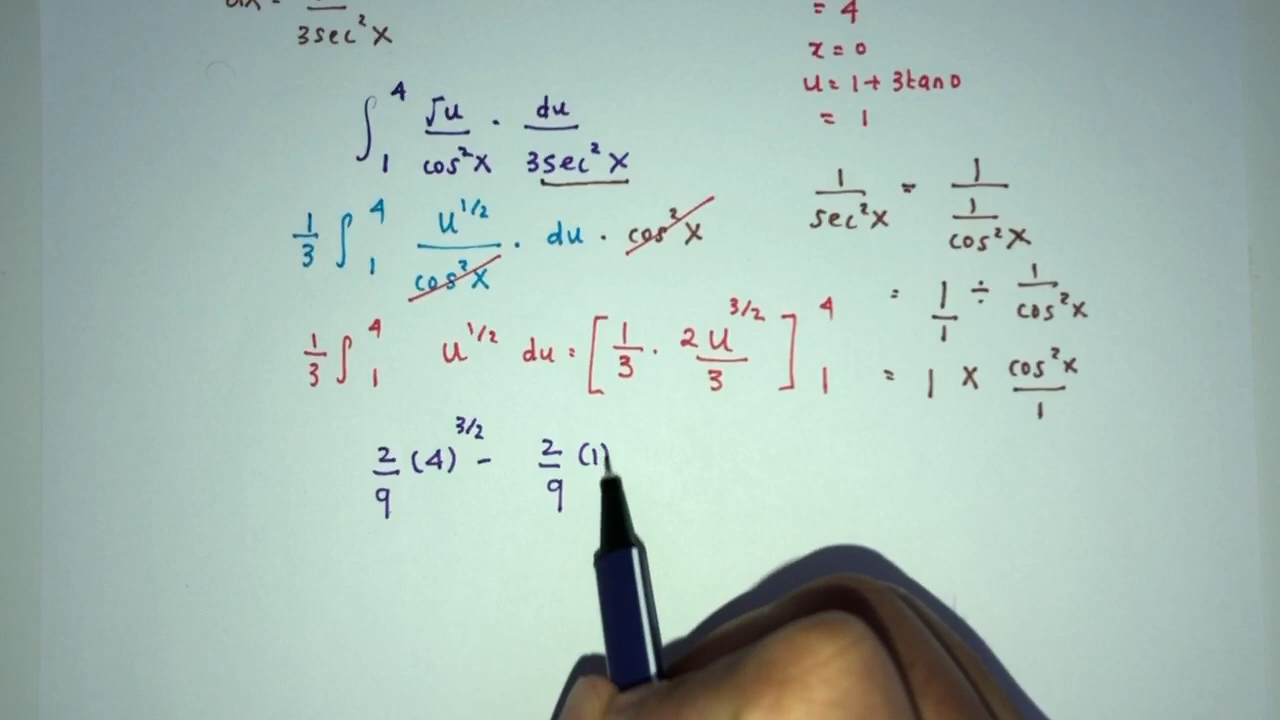 3sec²x
∫₁⁴ √u/cos²x · du/3sec²x
1/3 ∫₁⁴ u^1/2/cos²x · du · cos²x
1/3 ∫₁⁴ u^1/2 du = [1/3 · 2u^3/2/3]₁⁴
2/9 (4)^3/2 - 2/9 (1)
= 4
x = 0
u = 1 + 3tan0
= 1
1/sec²x = 1/(1/cos²x)
= 1/1 ÷ 1/cos²x
= 1 × cos²x/1